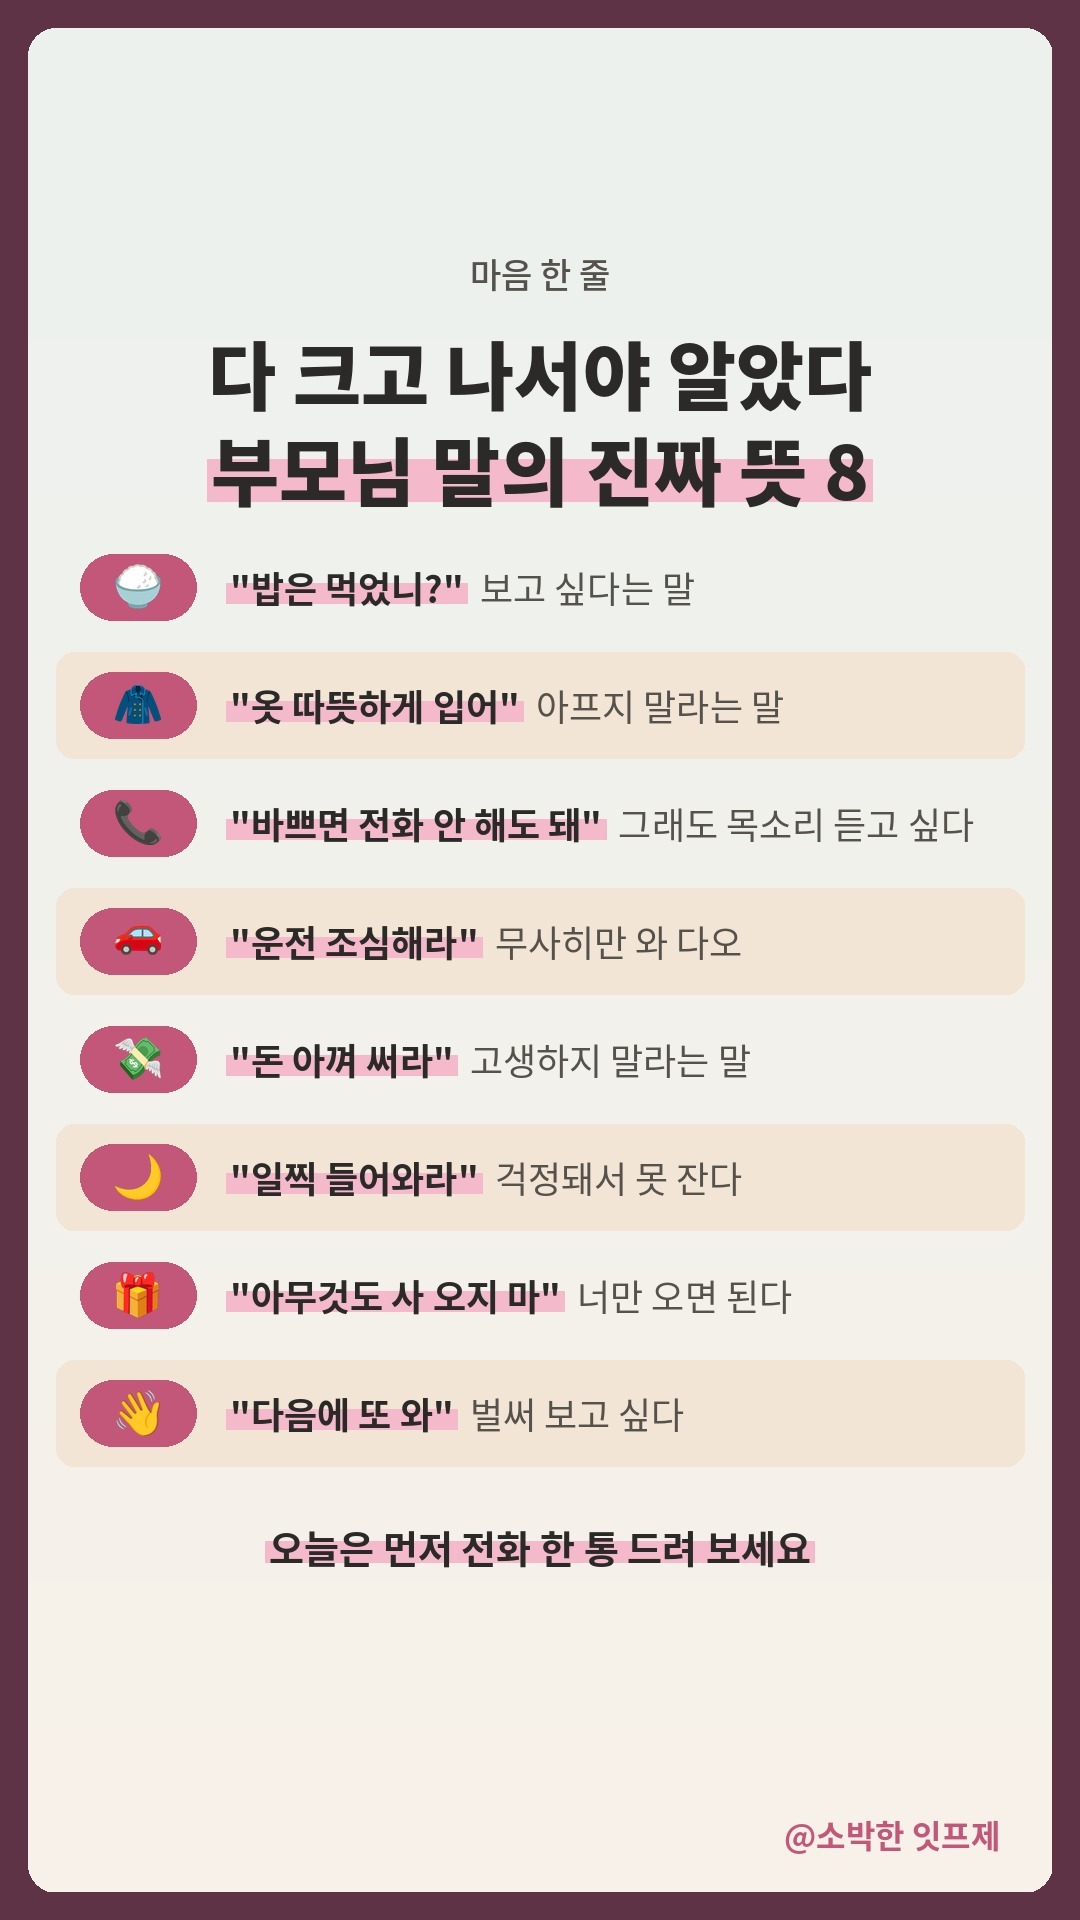 마음 한 줄
다 크고 나서야 알았다
부모님 말의 진짜 뜻 8
"밥은 먹었니?" 보고 싶다는 말
"옷 따뜻하게 입어" 아프지 말라는 말
"바쁘면 전화 안 해도 돼" 그래도 목소리 듣고 싶다
"운전 조심해라" 무사히만 와 다오
"돈 아껴 써라" 고생하지 말라는 말
"일찍 들어와라" 걱정돼서 못 잔다
"아무것도 사 오지 마" 너만 오면 된다
"다음에 또 와" 벌써 보고 싶다
오늘은 먼저 전화 한 통 드려 보세요
@소박한 잇프제